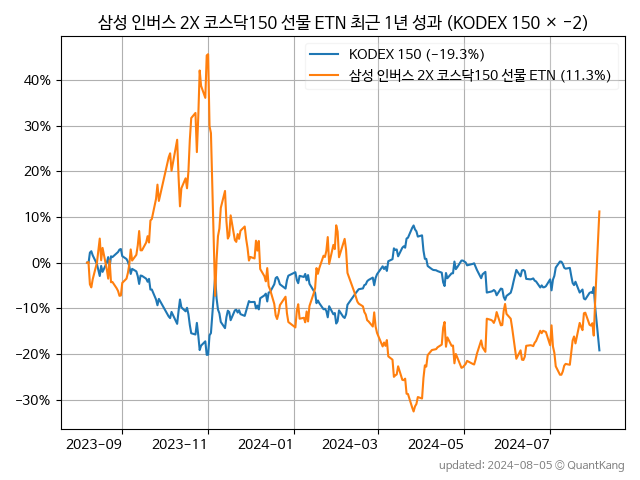 삼성 인버스 2X 코스닥150 선물 ETN 최근 1년 성과 (KODEX 150 × -2)
KODEX 150 (-19.3%)
삼성 인버스 2X 코스닥150 선물 ETN (11.3%)
40%
30%
20%
10%
0%
-10%
-20%
-30%
2023-09 2023-11 2024-01 2024-03 2024-05 2024-07
updated: 2024-08-05 © QuantKang